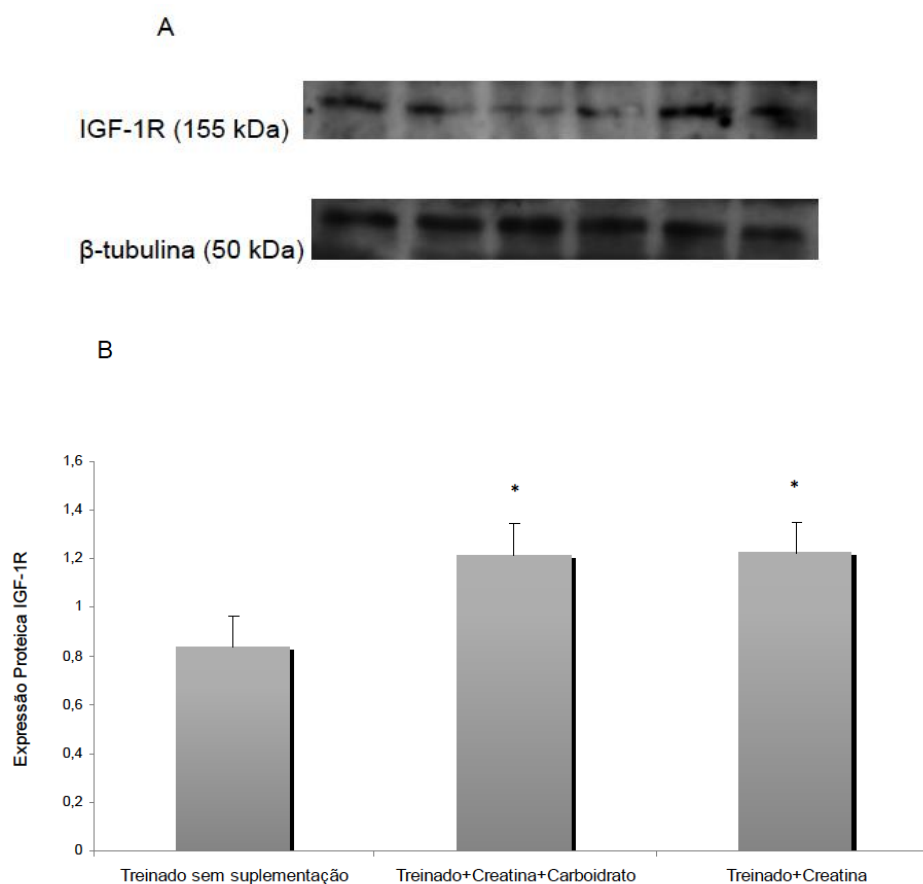 A
IGF-1R (155 kDa)
β-tubulina (50 kDa)
B
1,6
1,4
1,2
1
0,8
0,6
0,4
0,2
0
Expressão Proteica IGF-1R
*
*
Treinado sem suplementação
Treinado+Creatina+Carboidrato
Treinado+Creatina